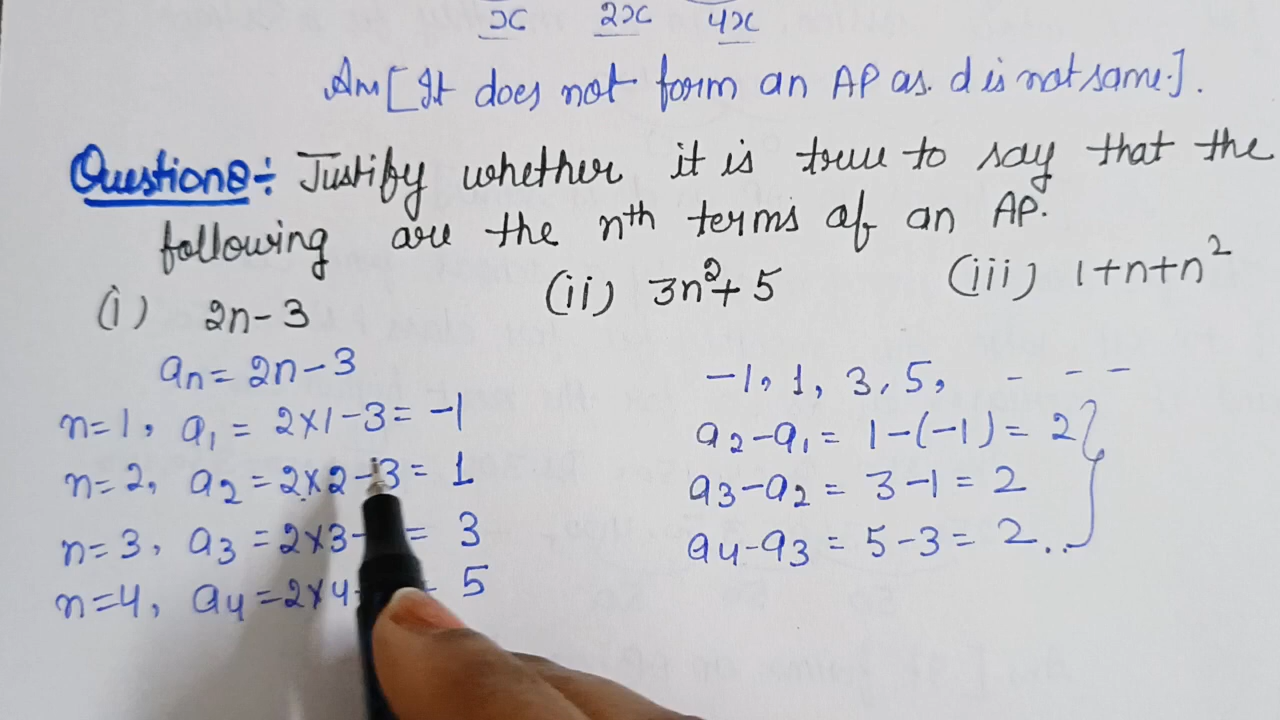 x 2x 4x
Ans [It does not form an AP as. d is not same.].
Question8:- Justify whether it is true to say that the
following are the nth terms of an AP.
(i) 2n-3 (ii) 3n²+5 (iii) 1+n+n²
an = 2n-3
n=1, a₁ = 2×1-3 = -1
n=2, a₂ = 2×2-3 = 1
n=3, a₃ = 2×3- = 3
n=4, a₄ = 2×4- 5
-1, 1, 3, 5, - - -
a₂-a₁ = 1-(-1) = 2
a₃-a₂ = 3-1 = 2
a₄-a₃ = 5-3 = 2..